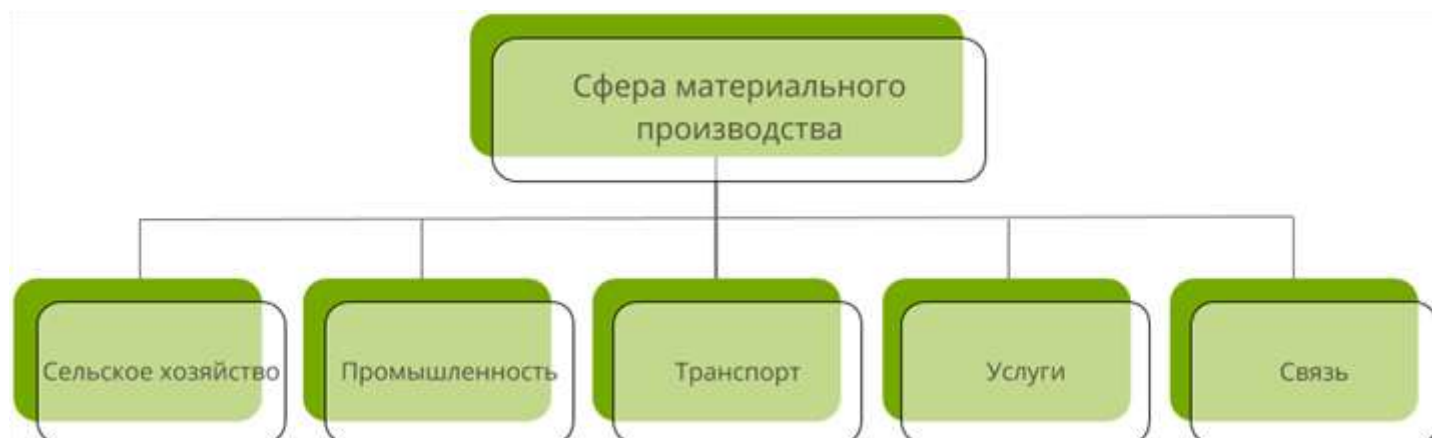 Сфера материального
производства
Сельское хозяйство
Промышленность
Транспорт
Услуги
Связь